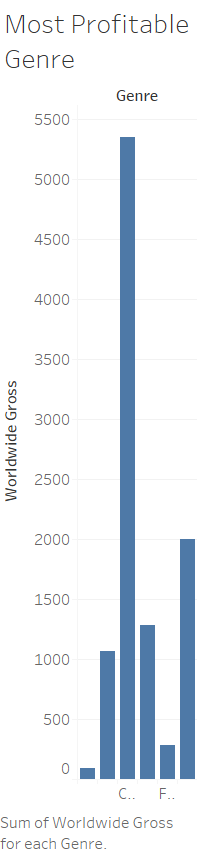 Most Profitable
Genre
Genre
Worldwide Gross
5500
5000
4500
4000
3500
3000
2500
2000
1500
1000
500
0
C.. F..
Sum of Worldwide Gross
for each Genre.